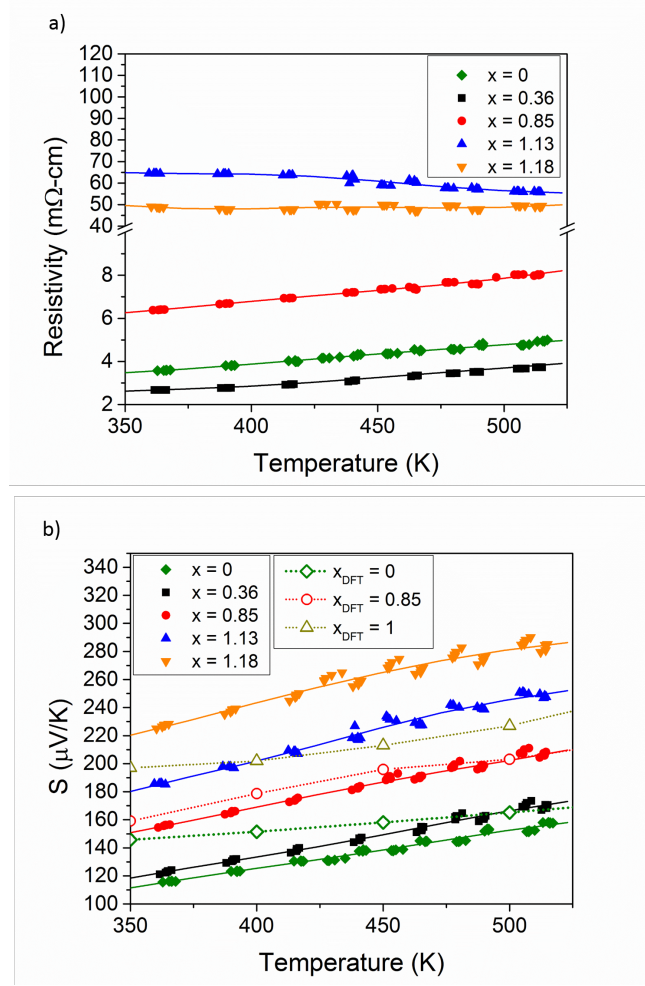 a)
120
110
100
90
80
70
60
50
40
8
6
4
2
Resistivity (mΩ-cm)
x = 0
x = 0.36
x = 0.85
x = 1.13
x = 1.18
350 400 450 500
Temperature (K)
b)
340
320
300
280
260
240
220
200
180
160
140
120
100
S (μV/K)
x = 0
x = 0.36
x = 0.85
x = 1.13
x = 1.18
xDFT = 0
xDFT = 0.85
xDFT = 1
350 400 450 500
Temperature (K)